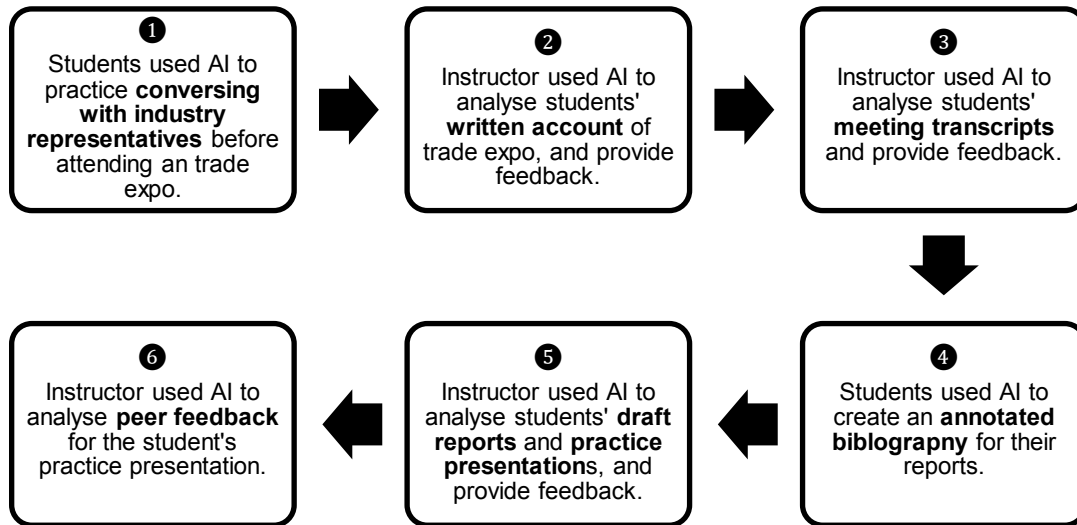 ❶
Students used AI to
practice conversing
with industry
representatives before
attending an trade
expo.
❷
Instructor used AI to
analyse students'
written account of
trade expo, and provide
feedback.
❸
Instructor used AI to
analyse students'
meeting transcripts
and provide feedback.
❹
Students used AI to
create an annotated
biblograpny for their
reports.
❺
Instructor used AI to
analyse students' draft
reports and practice
presentations, and
provide feedback.
❻
Instructor used AI to
analyse peer feedback
for the student's
practice presentation.